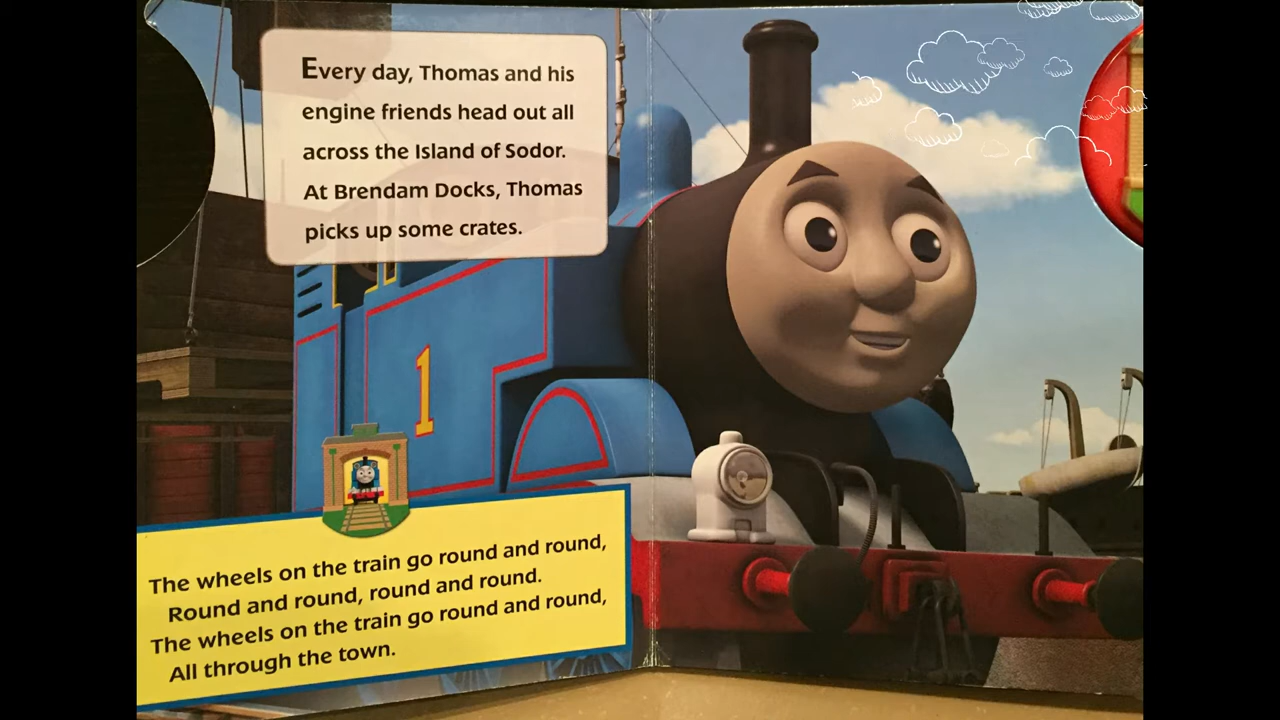 Every day, Thomas and his
engine friends head out all
across the Island of Sodor.
At Brendam Docks, Thomas
picks up some crates.
1
The wheels on the train go round and round,
Round and round, round and round.
The wheels on the train go round and round,
All through the town.